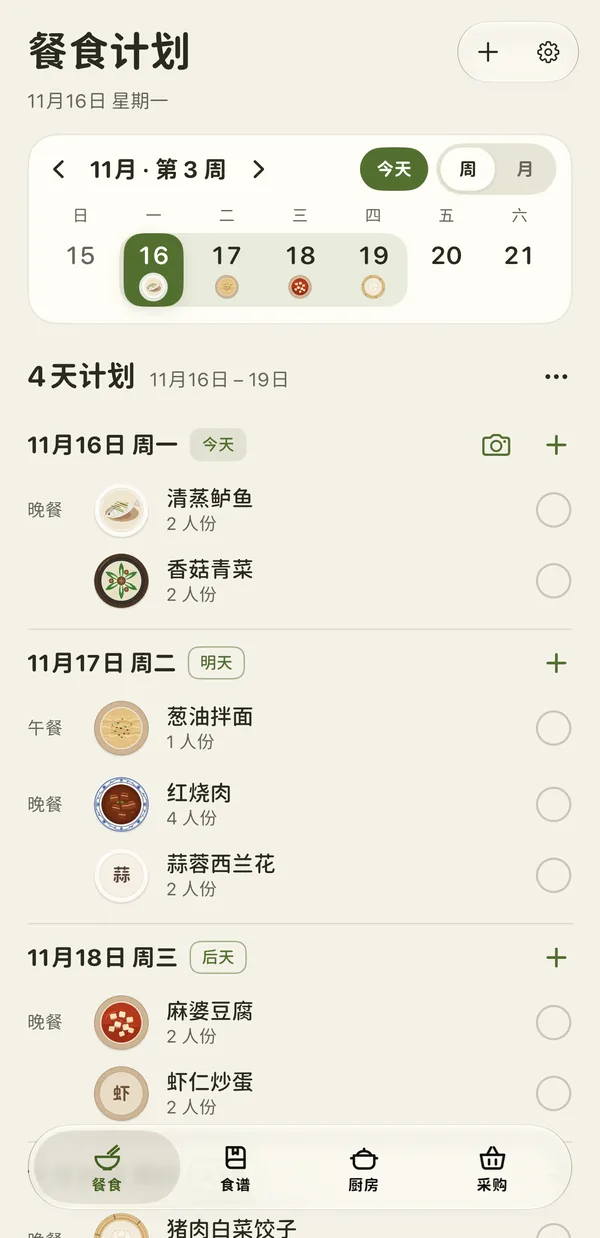 餐食计划
11月16日 星期一
11月 · 第 3 周
今天
周
月
日 一 二 三 四 五 六
15 16 17 18 19 20 21
4 天计划 11月16日 – 19日
11月16日 周一 今天
晚餐 清蒸鲈鱼
2 人份
香菇青菜
2 人份
11月17日 周二 明天
午餐 葱油拌面
1 人份
晚餐 红烧肉
4 人份
蒜 蒜蓉西兰花
2 人份
11月18日 周三 后天
晚餐 麻婆豆腐
2 人份
虾 虾仁炒蛋
2 人份
餐食 食谱 厨房 采购
晚餐 猪肉白菜饺子